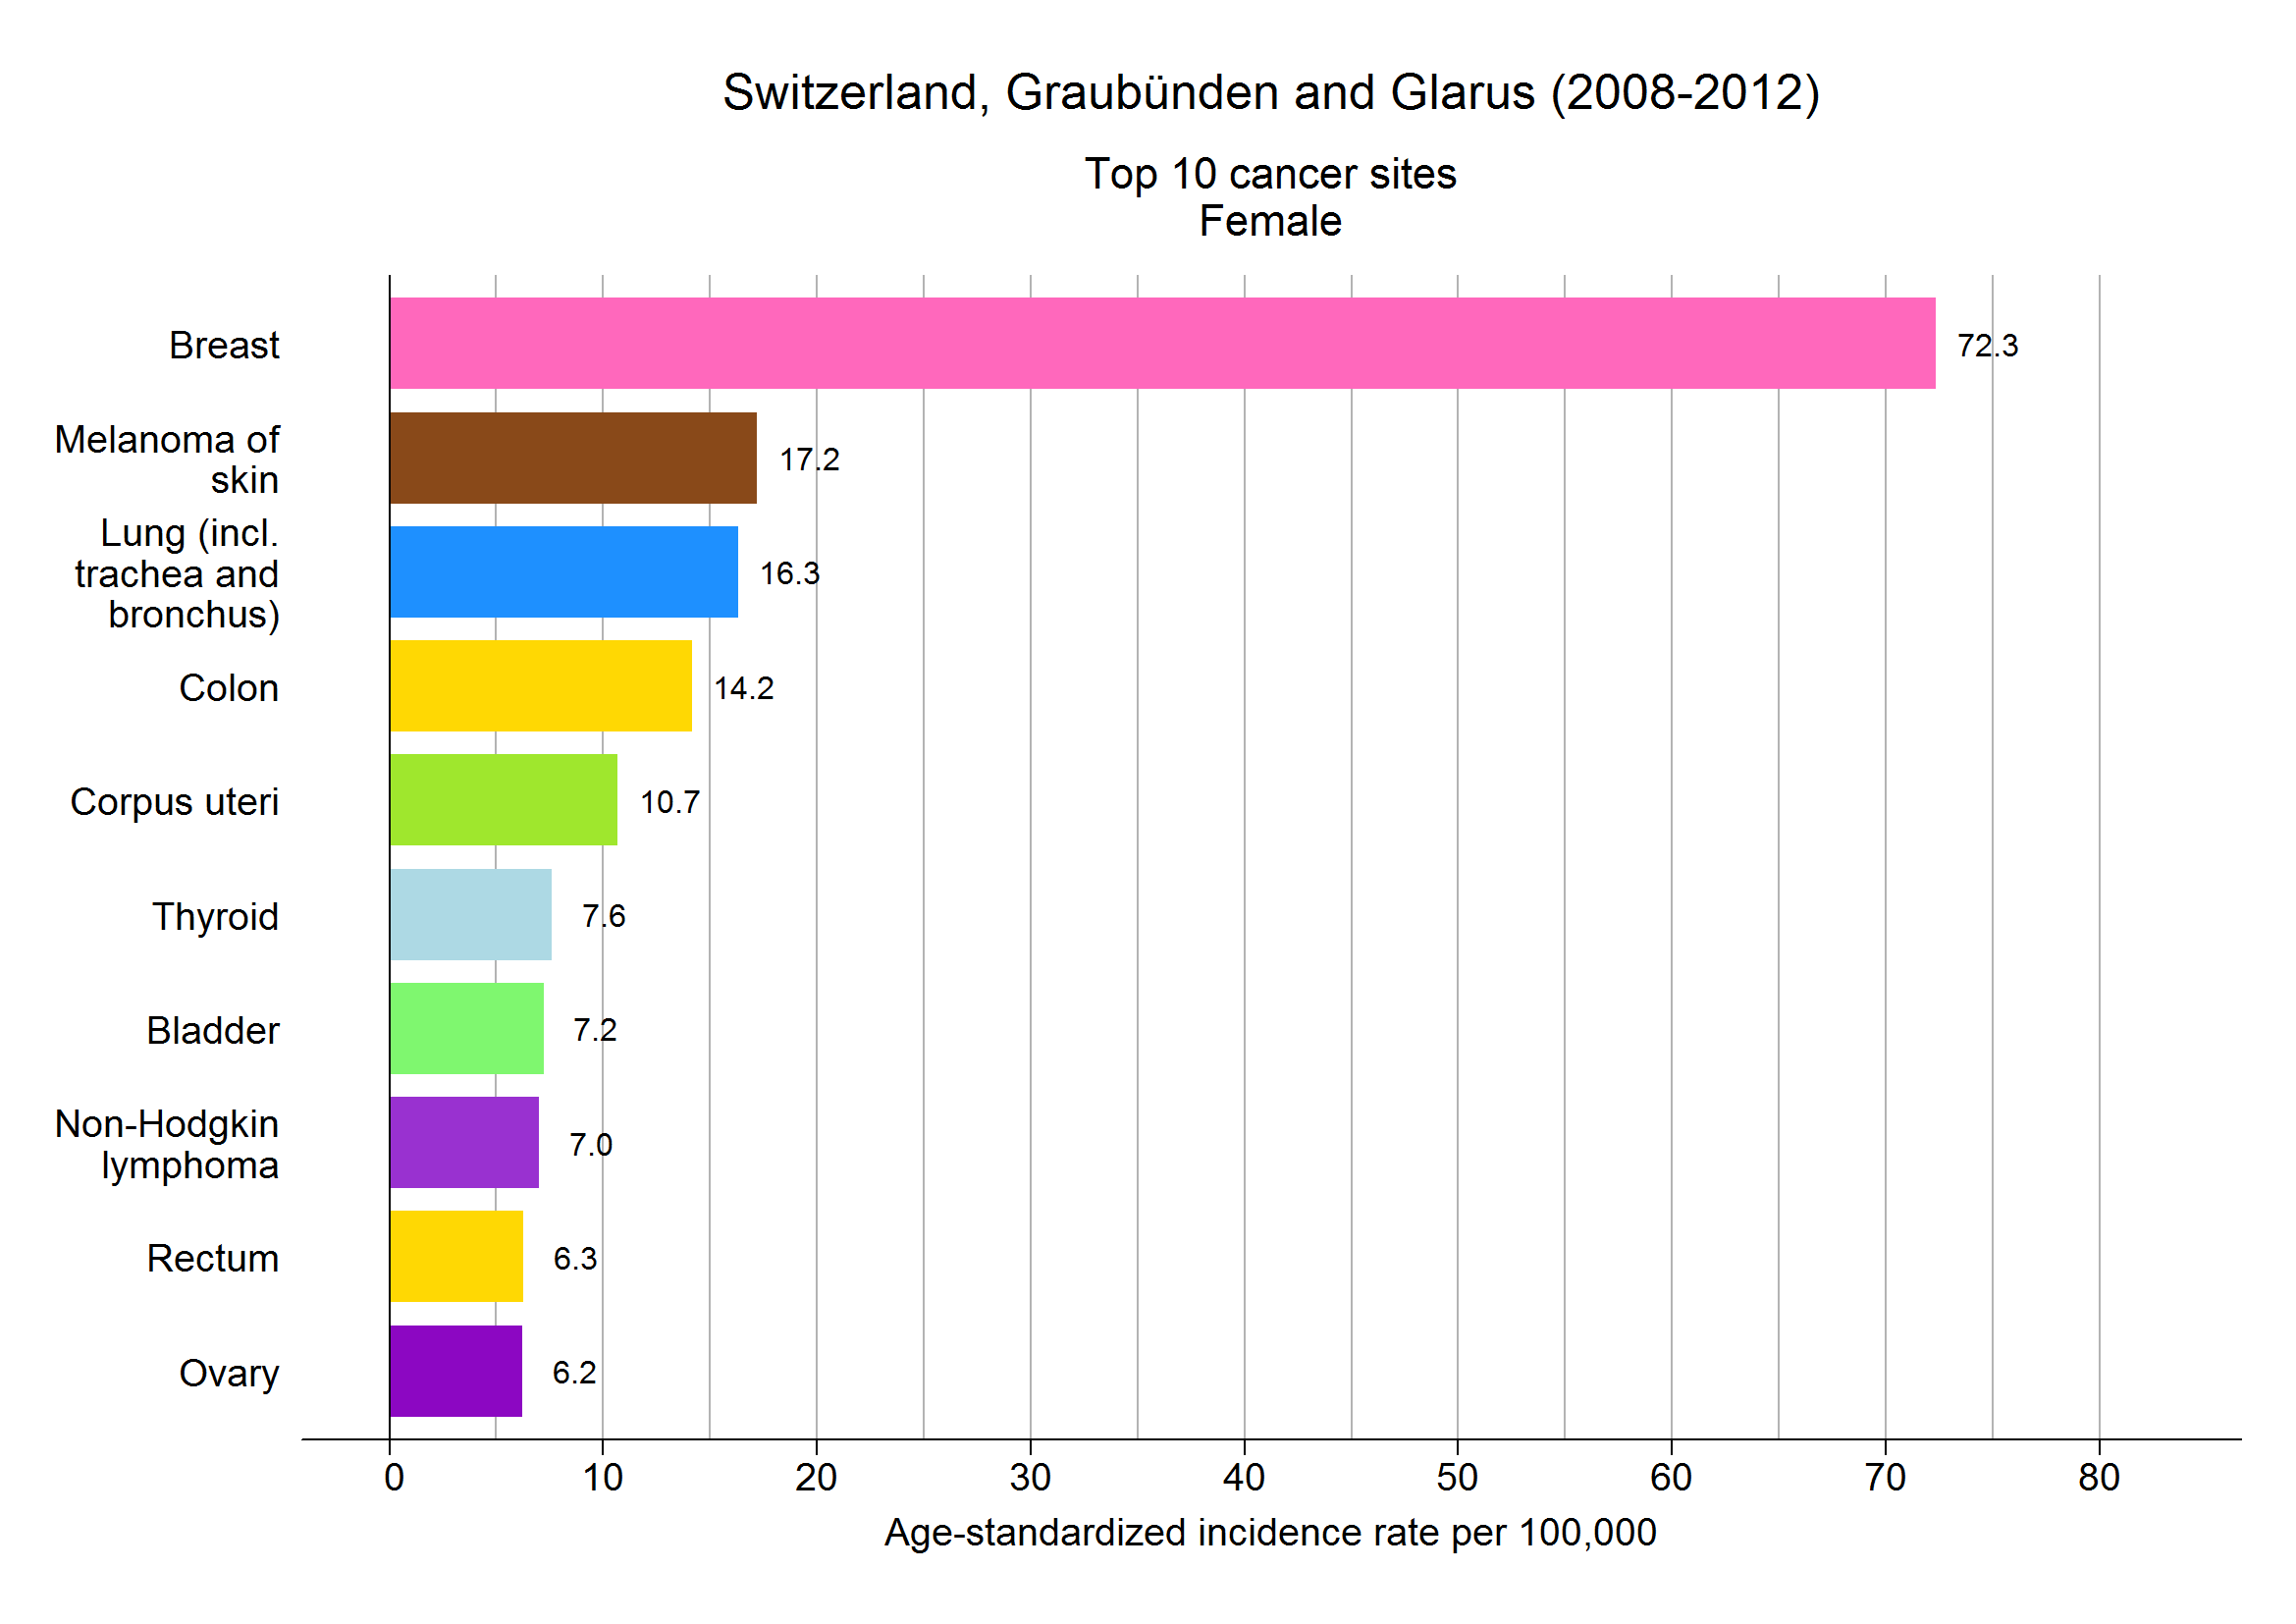 Switzerland, Graubünden and Glarus (2008-2012)
Top 10 cancer sites
Female
Breast
72.3
Melanoma of
skin
17.2
Lung (incl.
trachea and
bronchus)
16.3
Colon
14.2
Corpus uteri
10.7
Thyroid
7.6
Bladder
7.2
Non-Hodgkin
lymphoma
7.0
Rectum
6.3
Ovary
6.2
0 10 20 30 40 50 60 70 80
Age-standardized incidence rate per 100,000